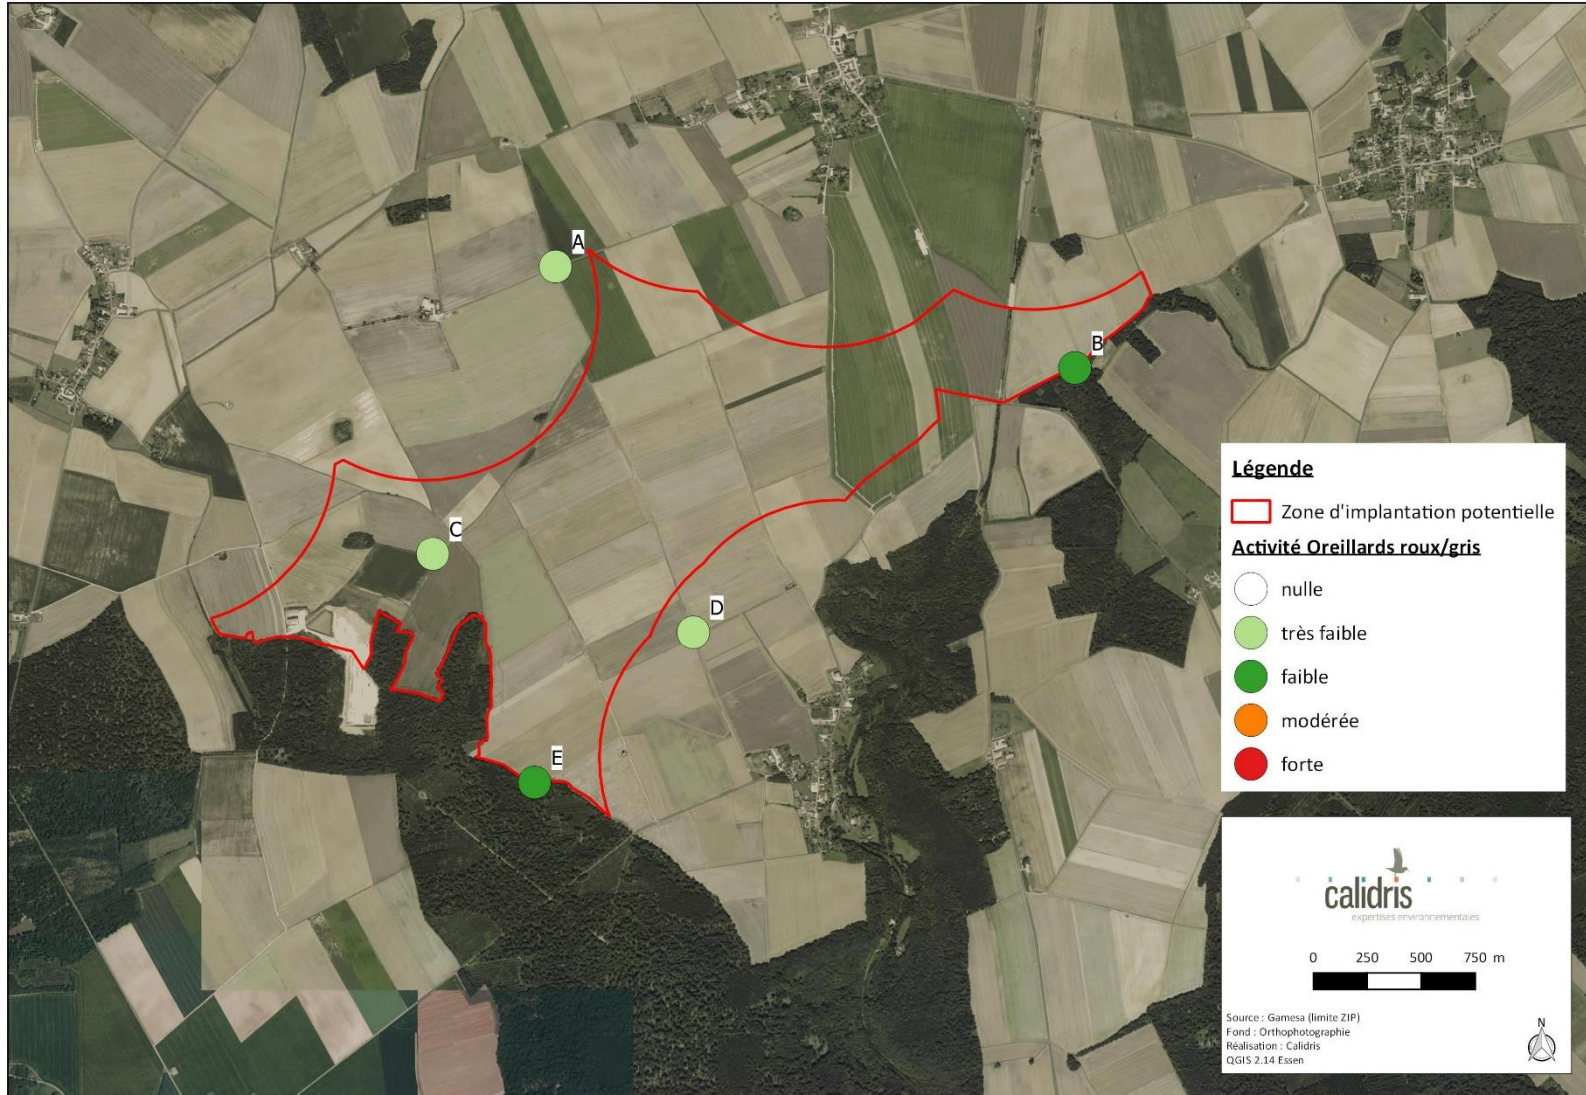 A
B
C
D
E
Légende
Zone d'implantation potentielle
Activité Oreillards roux/gris
nulle
très faible
faible
modérée
forte
calidris
expertises environnementales
0 250 500 750 m
Source : Gamesa (limite ZIP)
Fond : Orthophotographie
Réalisation : Calidris
QGIS 2.14 Essen
N